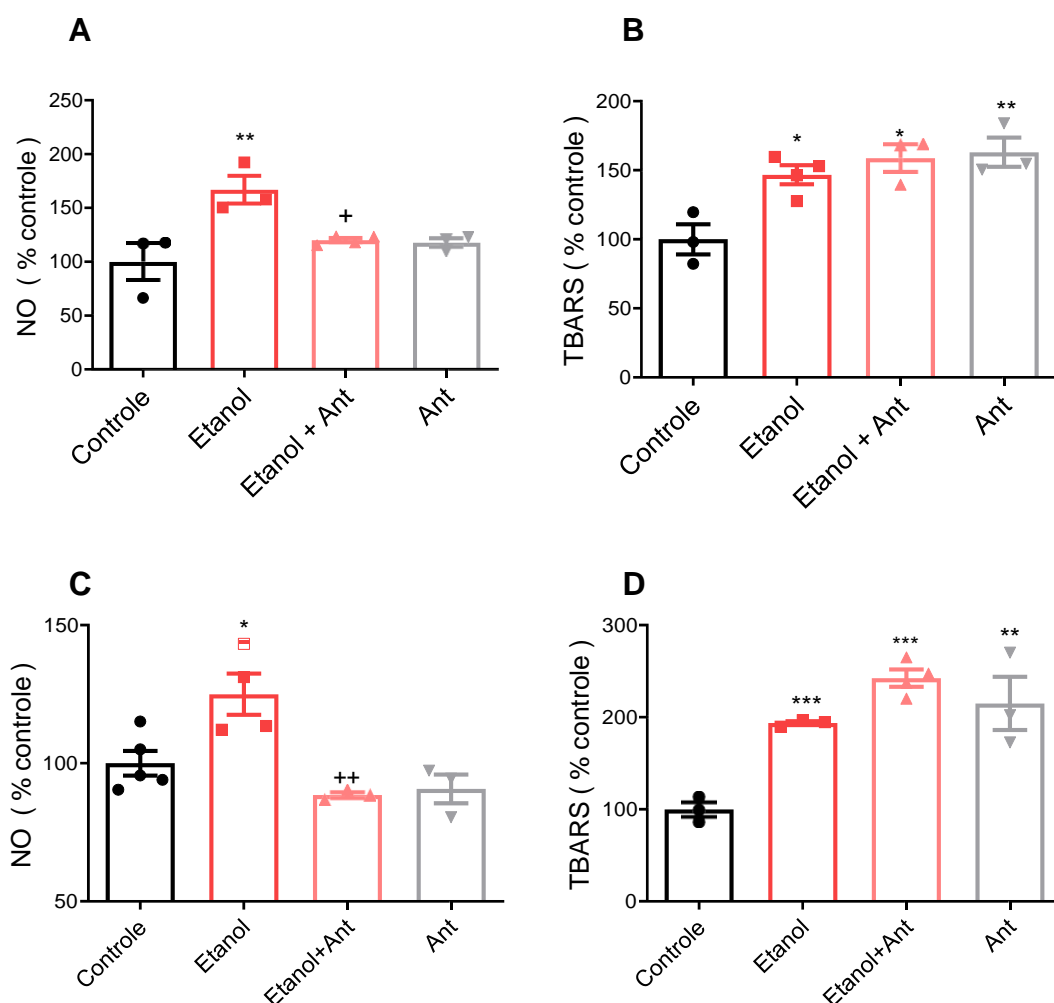 A
NO ( % controle )
250
200
150
100
50
0
**
+
Controle
Etanol
Etanol + Ant
Ant
B
TBARS ( % controle )
200
150
100
50
0
*
*
**
Controle
Etanol
Etanol + Ant
Ant
C
NO ( % controle )
150
100
50
*
++
Controle
Etanol
Etanol+Ant
Ant
D
TBARS ( % controle )
300
200
100
0
***
***
**
Controle
Etanol
Etanol+Ant
Ant